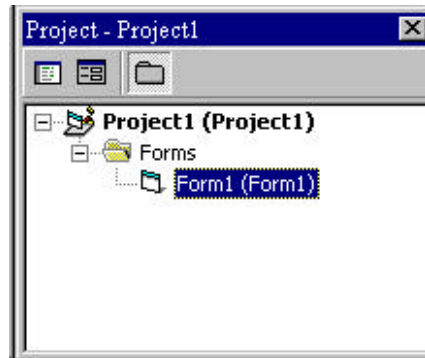 Project - Project1
Project1 (Project1)
Forms
Form1 (Form1)